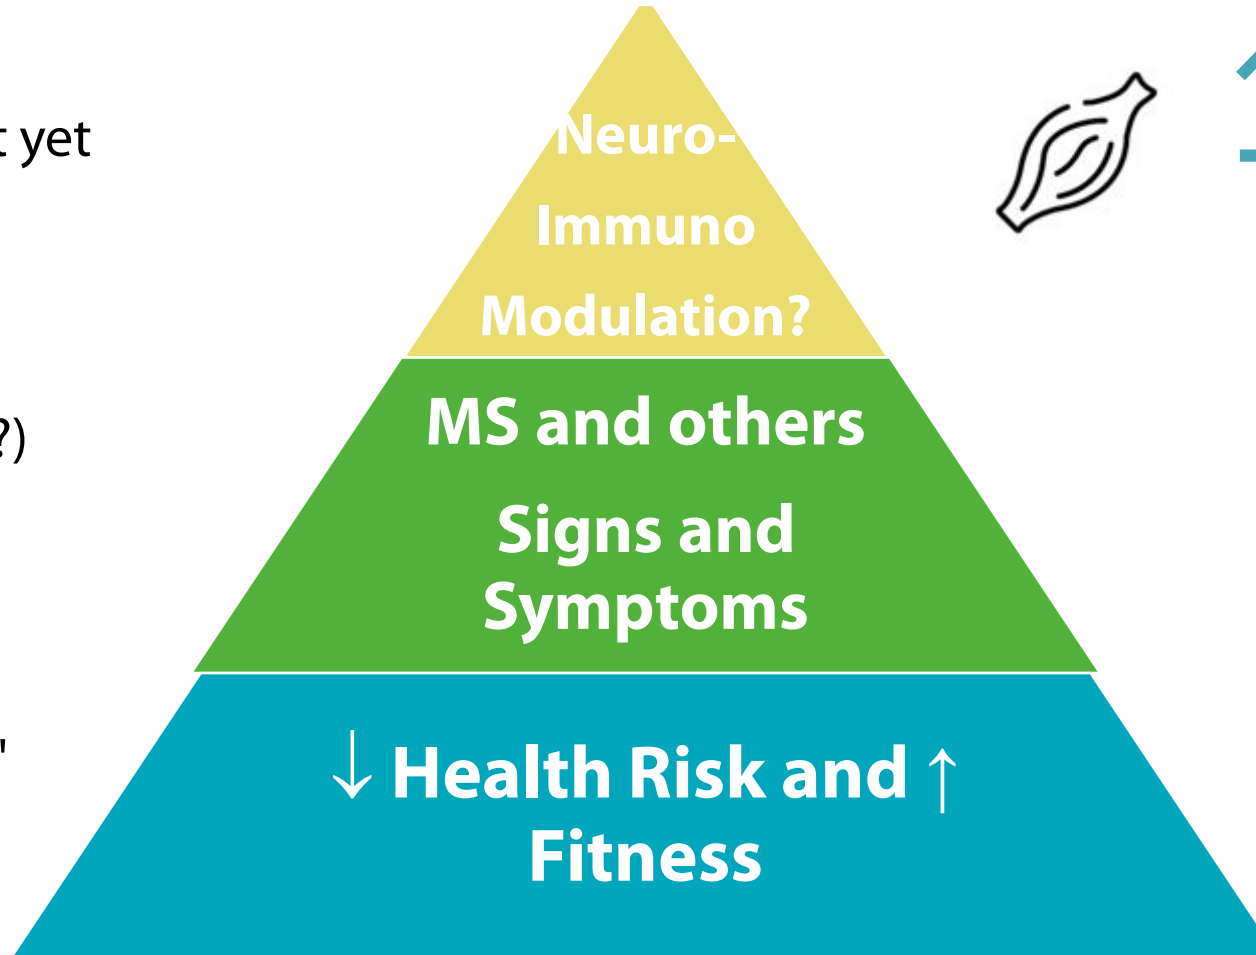 t yet
Neuro-
Immuno
Modulation?
?)
MS and others
Signs and
Symptoms
"
↓ Health Risk and ↑
Fitness